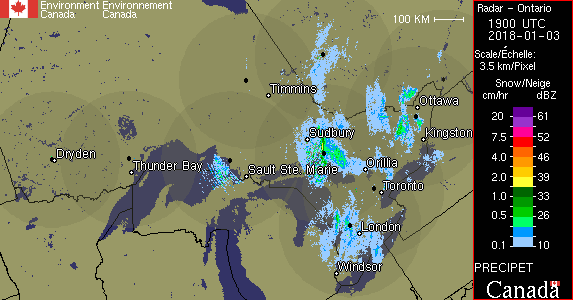 Environment Environnement
Canada Canada
100 KM
Timmins
Ottawa
Sudbury
Kingston
Dryden
Thunder Bay
Sault Ste. Marie
Orillia
Toronto
London
Windsor
Radar - Ontario
1900 UTC
2018-01-03
Scale/Échelle:
3.5 km/Pixel
Snow/Neige
cm/hr dBZ
20 61
7.5 52
4.0 46
2.0 39
1.0 33
0.5 26
0.1 10
PRECIPET
Canada